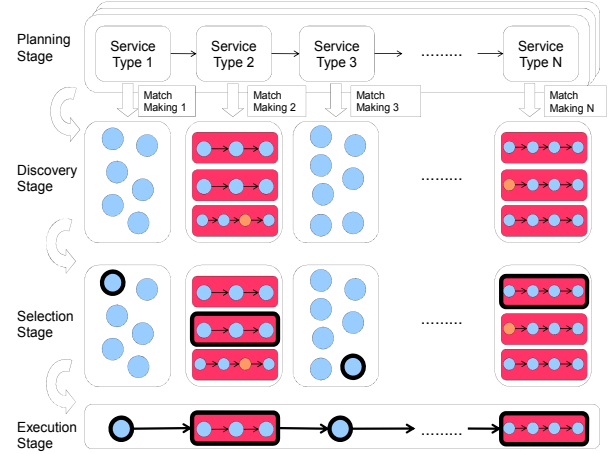 Planning
Stage
Service
Type 1
Service
Type 2
Service
Type 3
.........
Service
Type N
Match
Making 1
Match
Making 2
Match
Making 3
Match
Making N
Discovery
Stage
.........
Selection
Stage
.........
Execution
Stage
.........